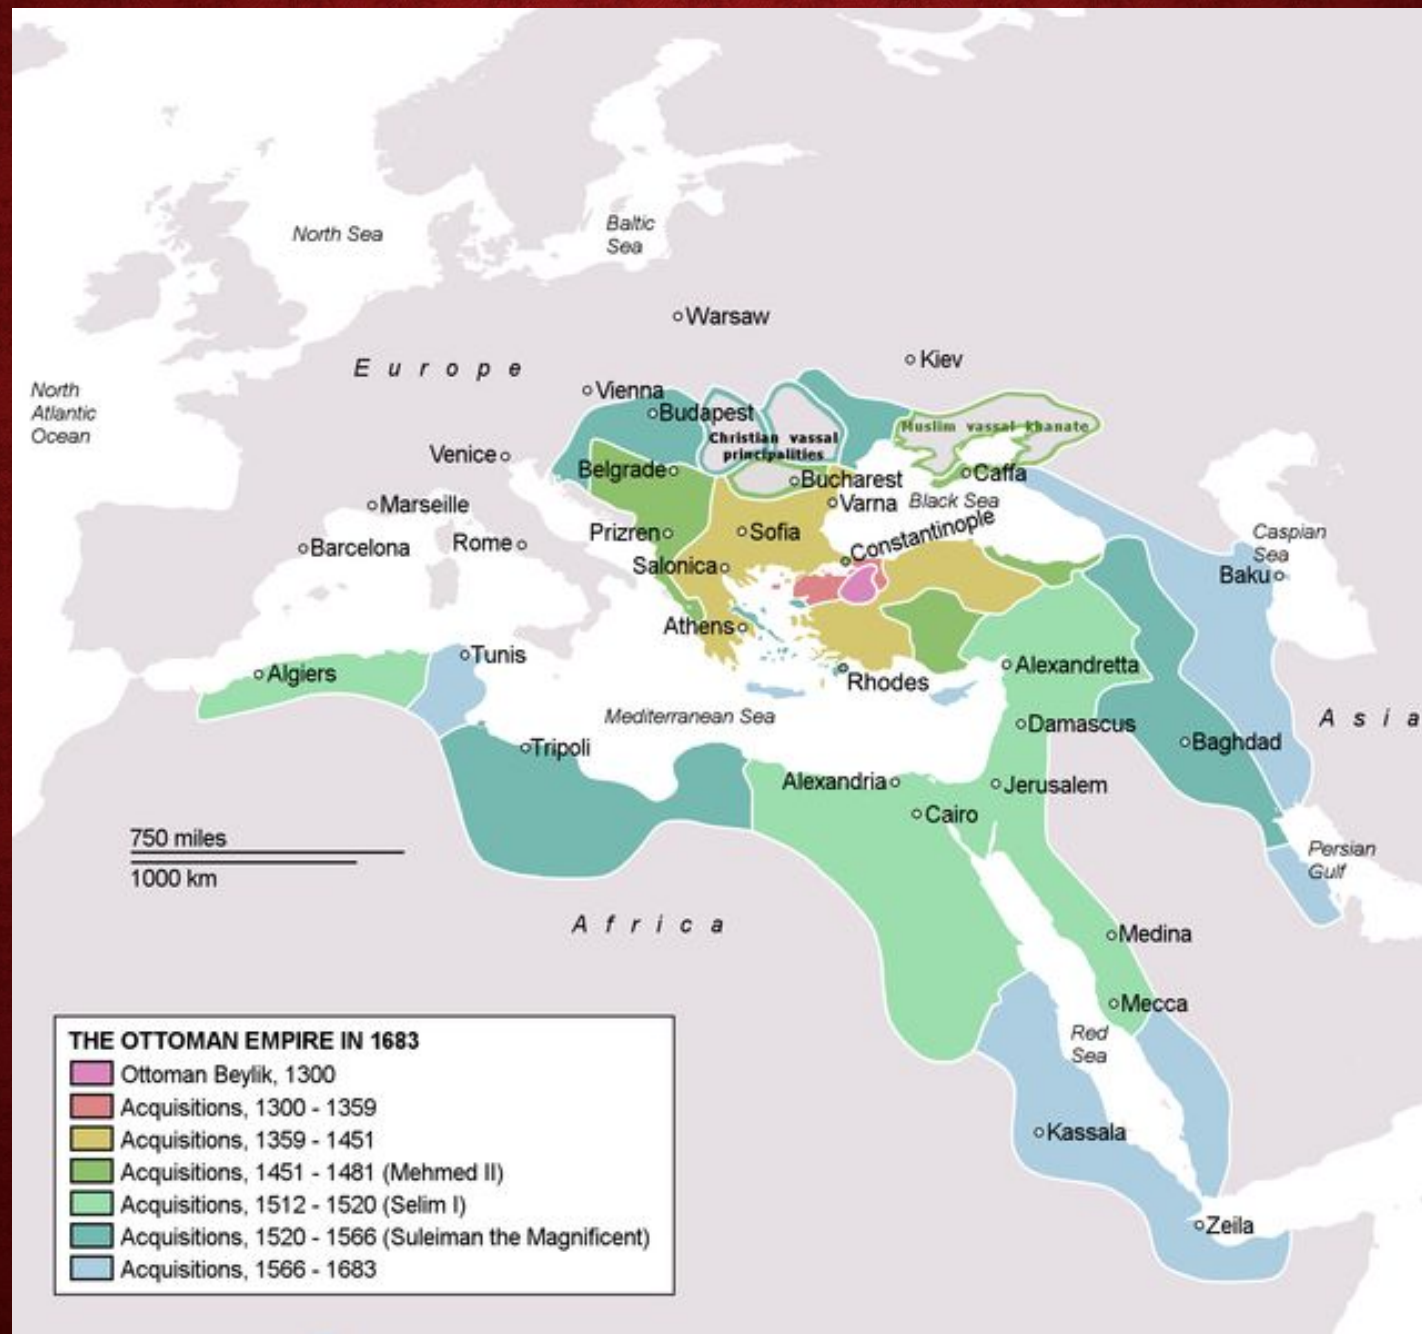 North Sea
Baltic
Sea
Warsaw
Kiev
Europe
North
Atlantic
Ocean
Vienna
Budapest
Christian vassal
principalities
Muslim vassal khanate
Venice
Belgrade
Bucharest
Caffa
Marseille
Varna
Black Sea
Prizren
Sofia
Constantinople
Caspian
Sea
Barcelona
Rome
Salonica
Baku
Athens
Tunis
Algiers
Rhodes
Alexandretta
Mediterranean Sea
Damascus
Asia
Tripoli
Baghdad
Alexandria
Jerusalem
Cairo
750 miles
1000 km
Persian
Gulf
Africa
Medina
Mecca
Red
Sea
Kassala
Zeila
THE OTTOMAN EMPIRE IN 1683
Ottoman Beylik, 1300
Acquisitions, 1300 - 1359
Acquisitions, 1359 - 1451
Acquisitions, 1451 - 1481 (Mehmed II)
Acquisitions, 1512 - 1520 (Selim I)
Acquisitions, 1520 - 1566 (Suleiman the Magnificent)
Acquisitions, 1566 - 1683